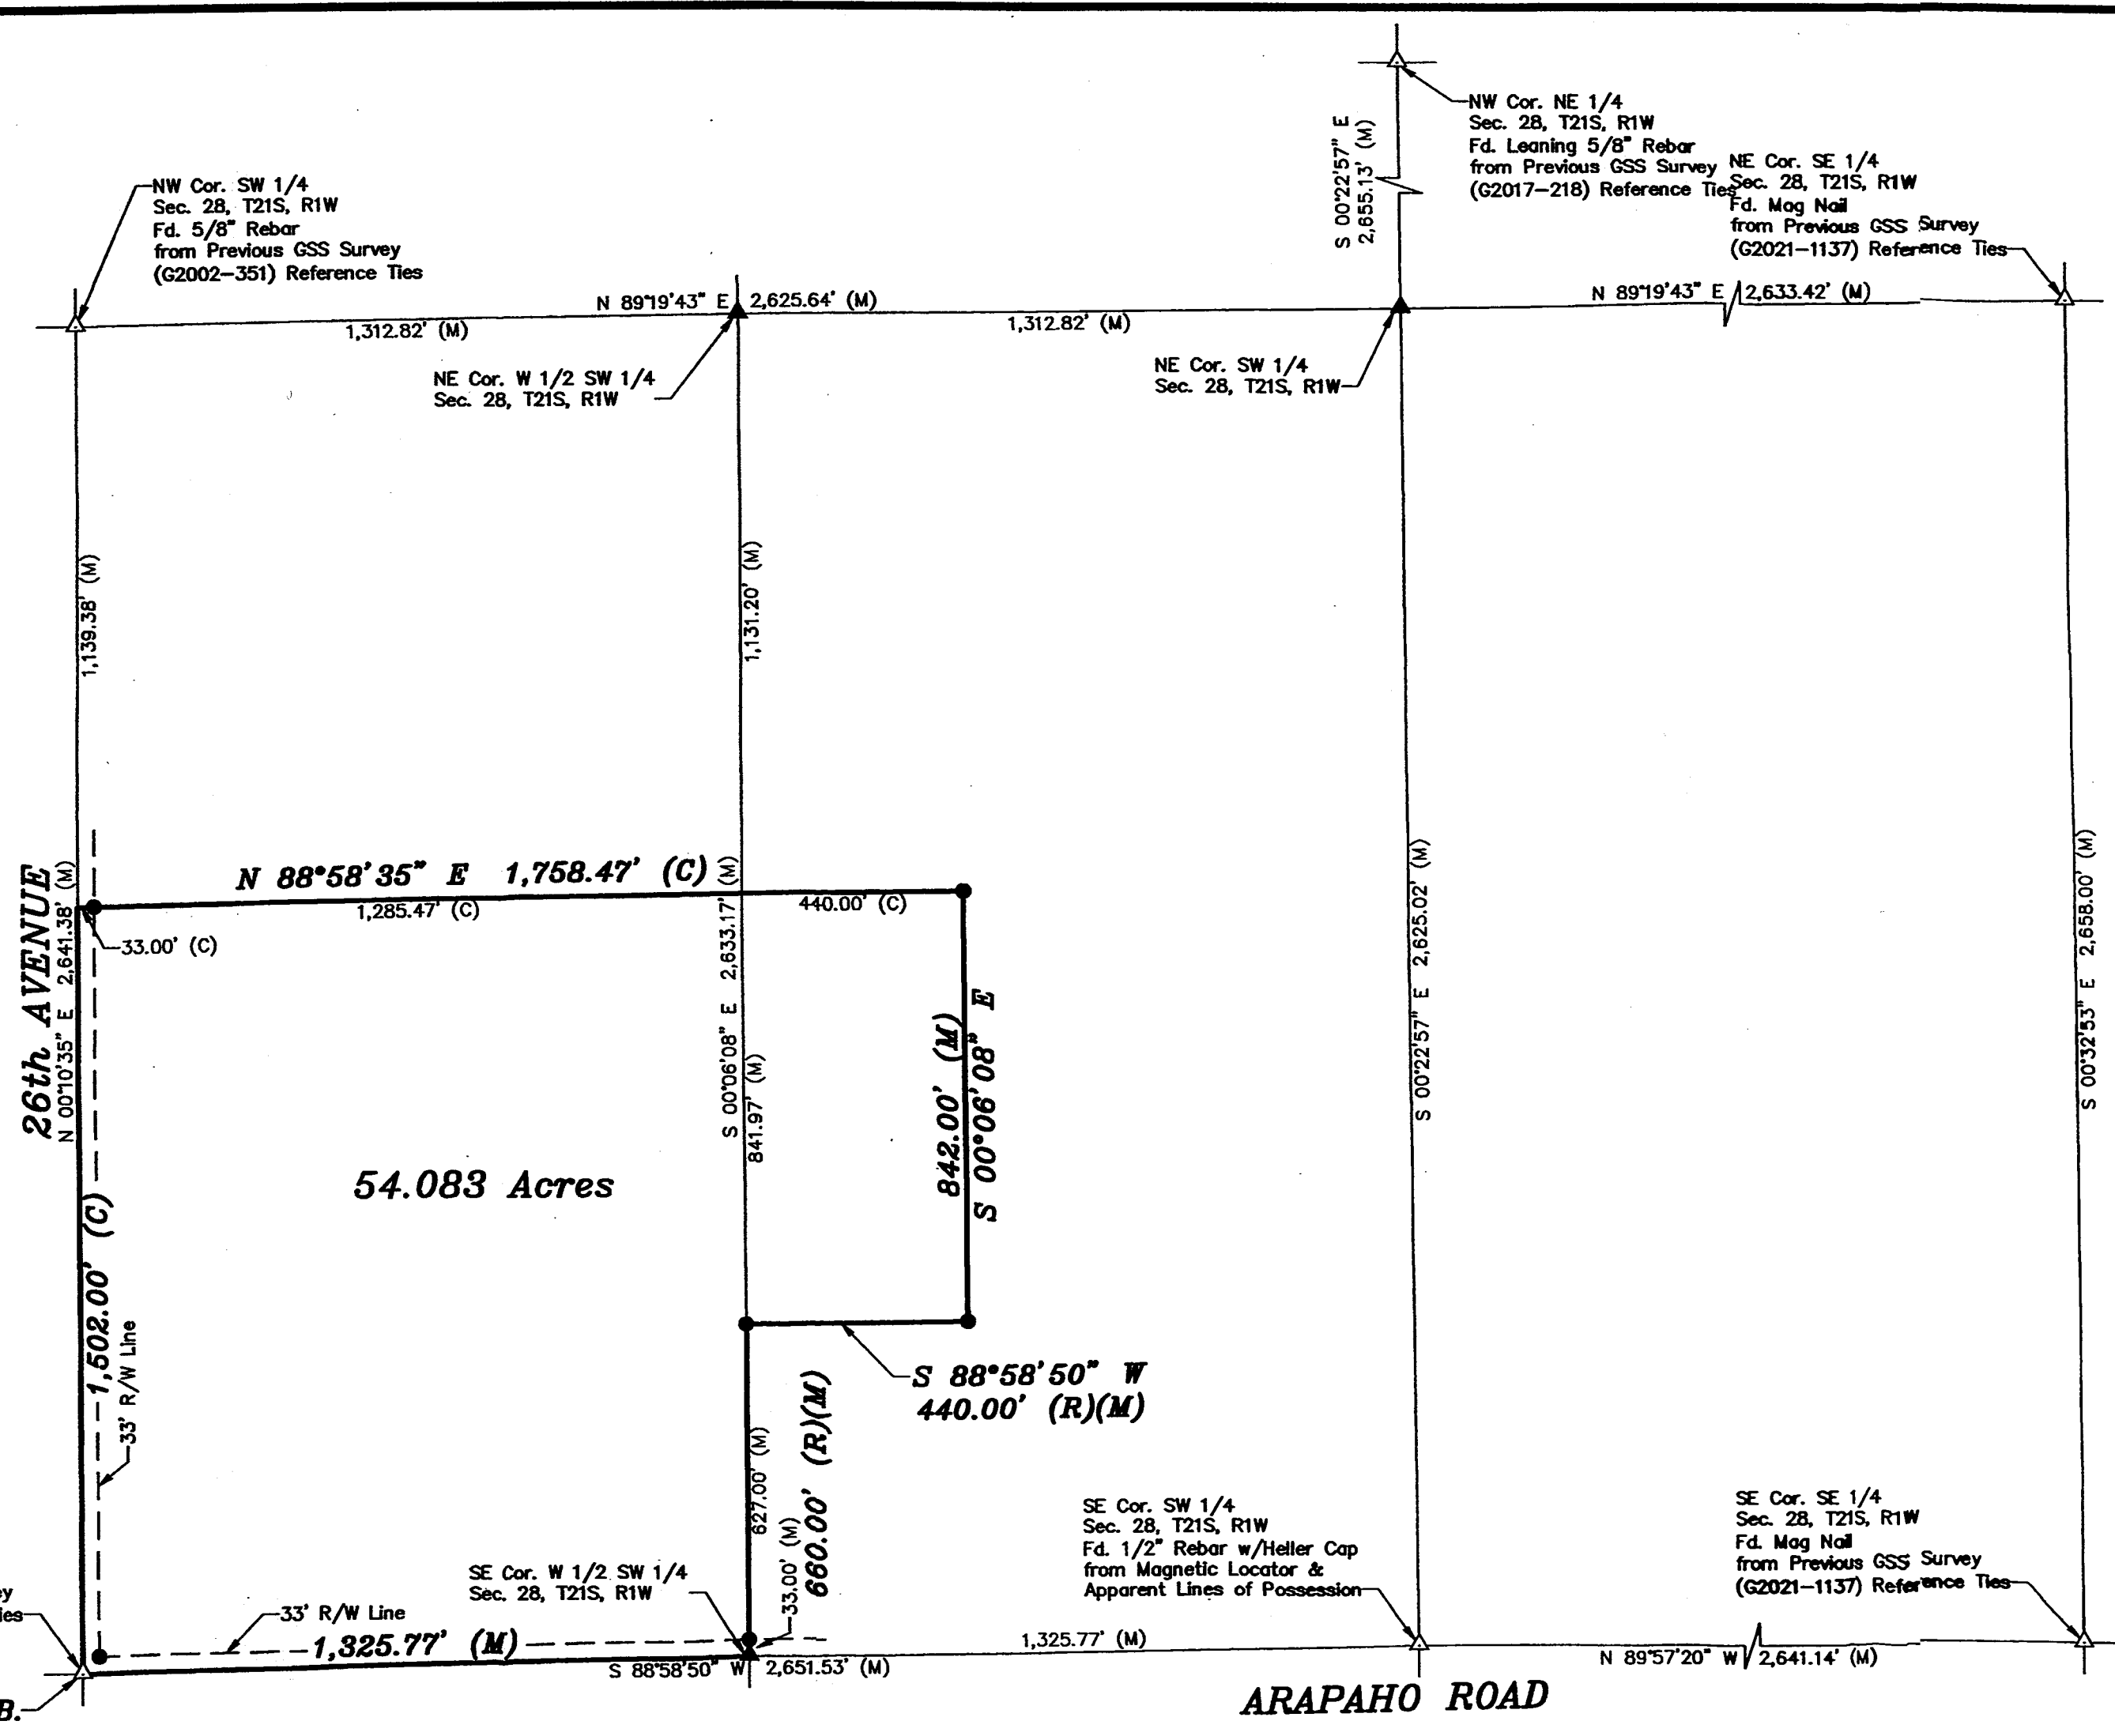 NW Cor. NE 1/4
Sec. 28, T21S, R1W
Fd. Leaning 5/8" Rebar
from Previous GSS Survey
(G2017-218) Reference Ties
S 00°22'57" E
2,655.13' (M)
NE Cor. SE 1/4
Sec. 28, T21S, R1W
Fd. Mag Nail
from Previous GSS Survey
(G2021-1137) Reference Ties
NW Cor. SW 1/4
Sec. 28, T21S, R1W
Fd. 5/8" Rebar
from Previous GSS Survey
(G2002-351) Reference Ties
N 89°19'43" E 2,625.64' (M)
1,312.82' (M)
1,312.82' (M)
N 89°19'43" E 2,633.42' (M)
NE Cor. W 1/2 SW 1/4
Sec. 28, T21S, R1W
NE Cor. SW 1/4
Sec. 28, T21S, R1W
1,139.38' (M)
1,131.20' (M)
26th AVENUE
N 00°10'35" E 2,641.38' (M)
N 88°58'35" E 1,758.47' (C)
1,285.47' (C)
440.00' (C)
33.00' (C)
S 00°06'08" E 2,633.17' (M)
841.97' (M)
842.00' (M)
S 00°06'08" E
S 00°22'57" E 2,625.02' (M)
S 00°32'53" E 2,658.00' (M)
54.083 Acres
1,502.00' (C)
33' R/W Line
S 88°58'50" W
440.00' (R)(M)
627.00' (M)
33.00' (M)
660.00' (R)(M)
SE Cor. SW 1/4
Sec. 28, T21S, R1W
Fd. 1/2" Rebar w/Heller Cap
from Magnetic Locator &
Apparent Lines of Possession
SE Cor. SE 1/4
Sec. 28, T21S, R1W
Fd. Mag Nail
from Previous GSS Survey
(G2021-1137) Reference Ties
SE Cor. W 1/2 SW 1/4
Sec. 28, T21S, R1W
33' R/W Line
1,325.77' (M)
1,325.77' (M)
S 88°58'50" W 2,651.53' (M)
N 89°57'20" W 2,641.14' (M)
ARAPAHO ROAD